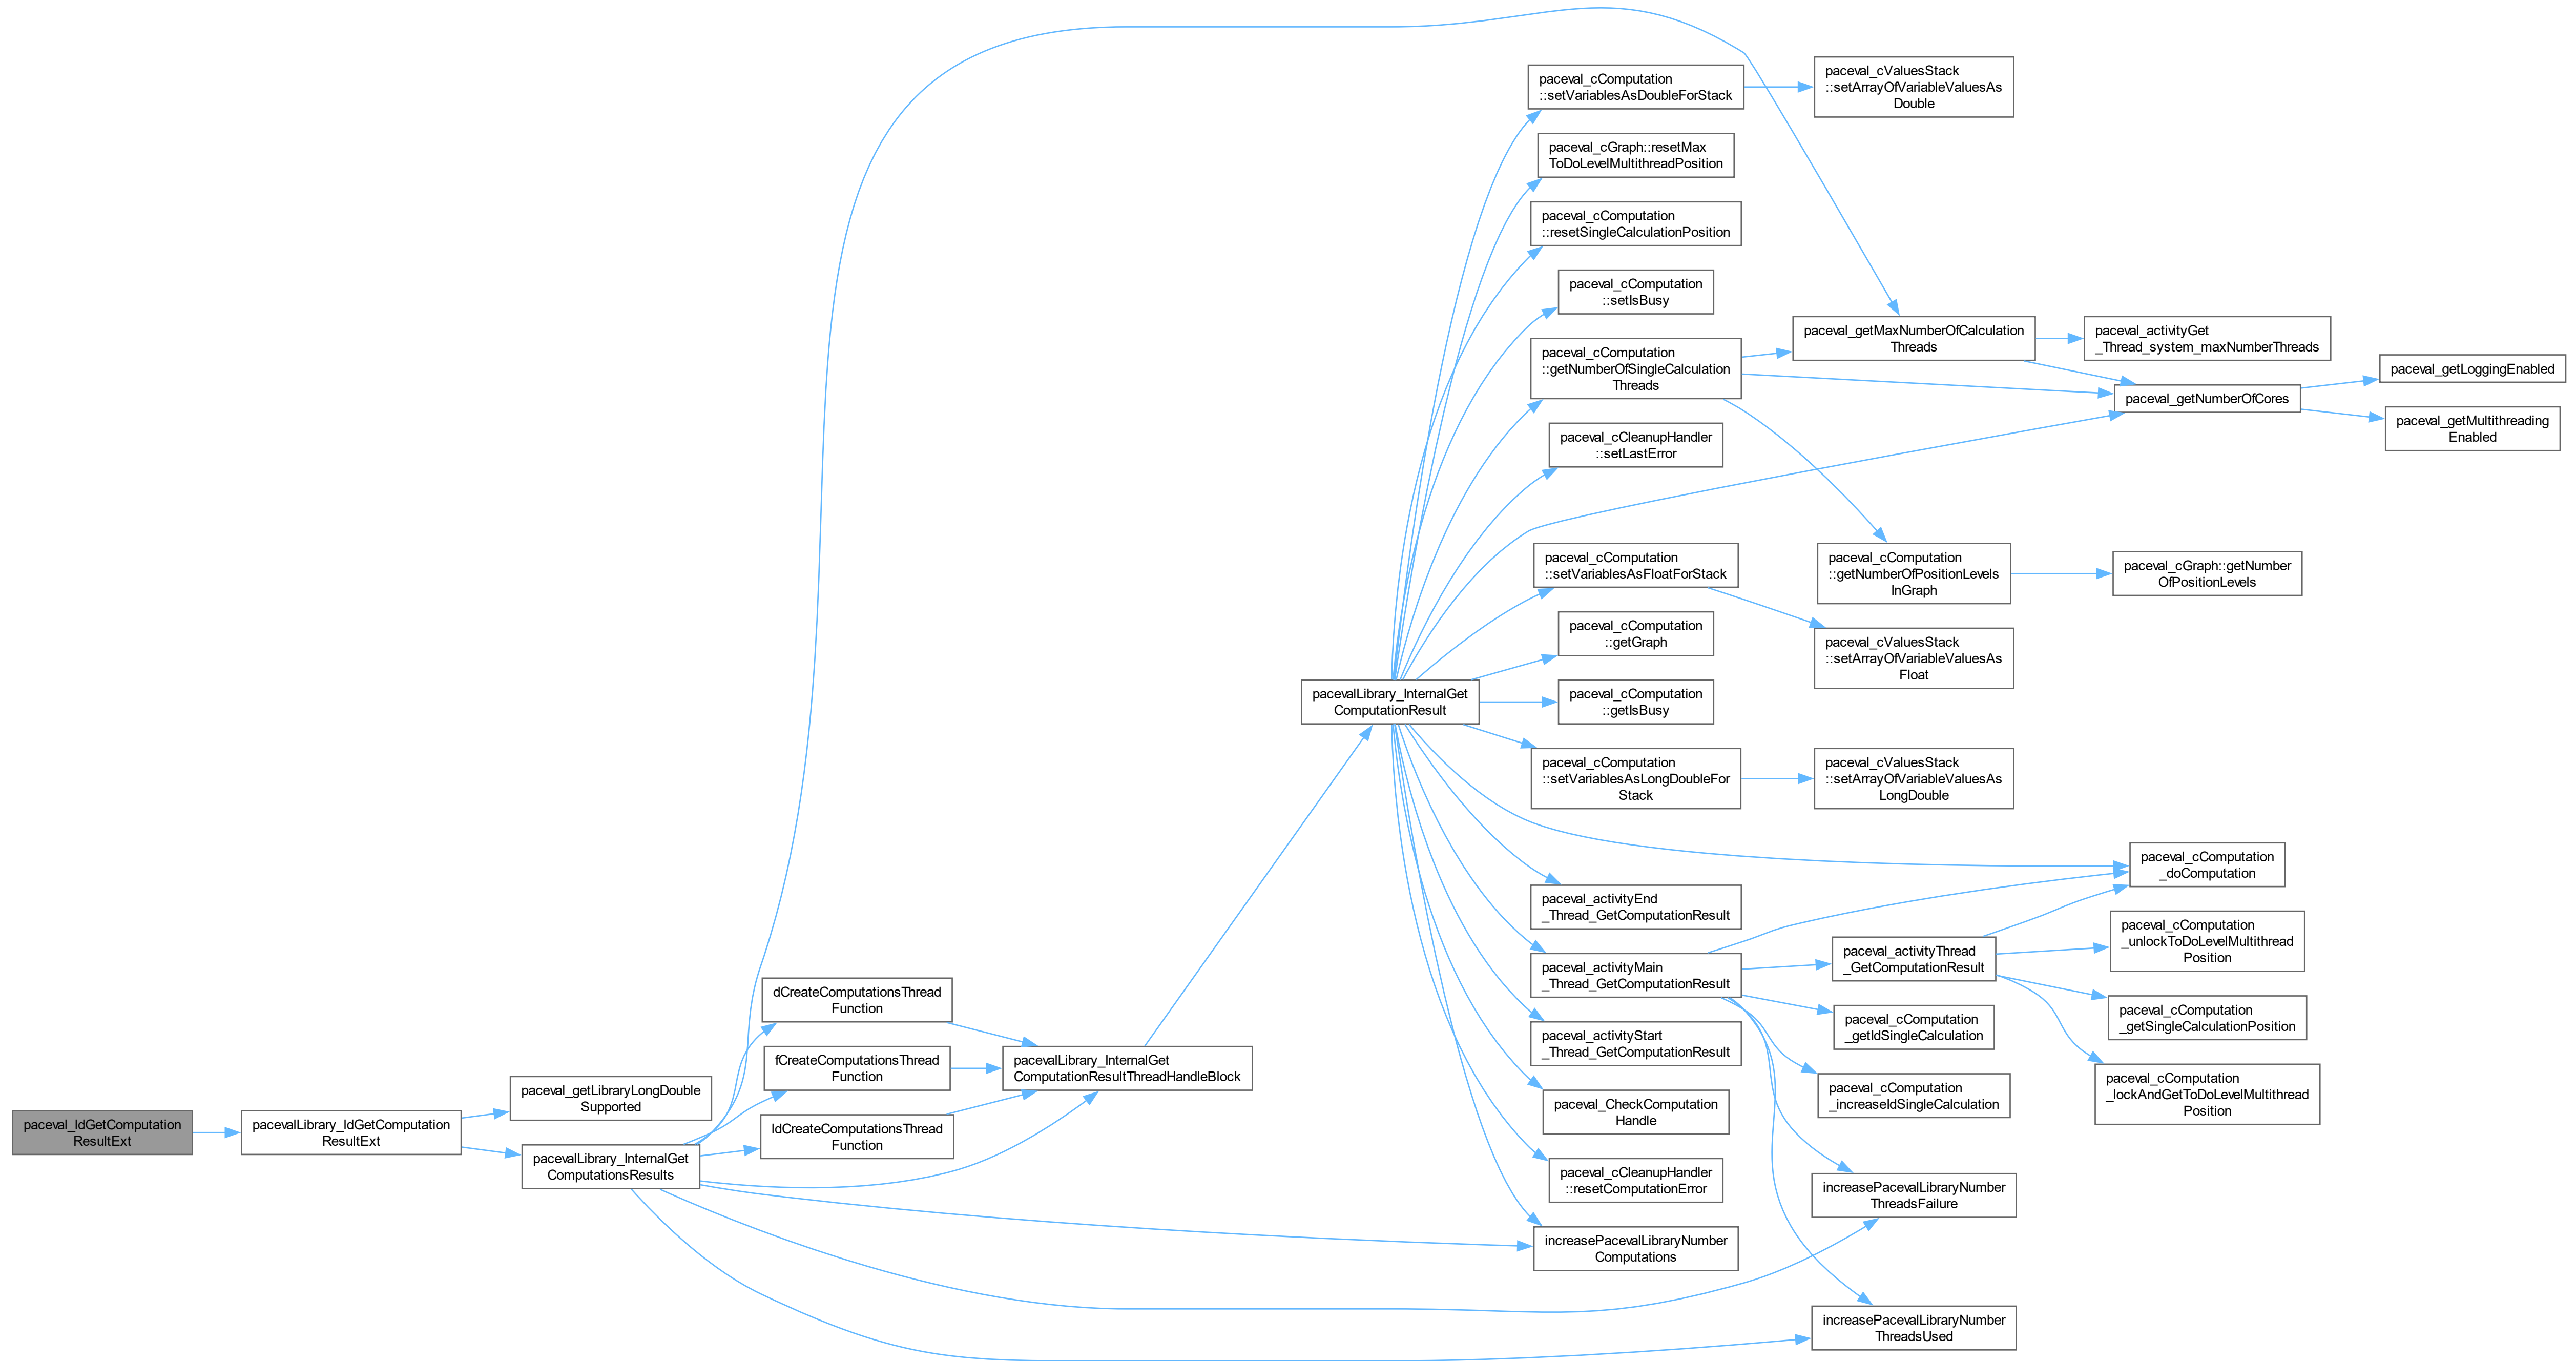 paceval_ldGetComputation
ResultExt
pacevalLibrary_ldGetComputation
ResultExt
paceval_getLibraryLongDouble
Supported
pacevalLibrary_InternalGet
ComputationsResults
dCreateComputationsThread
Function
fCreateComputationsThread
Function
ldCreateComputationsThread
Function
pacevalLibrary_InternalGet
ComputationResultThreadHandleBlock
pacevalLibrary_InternalGet
ComputationResult
paceval_cComputation
::setVariablesAsDoubleForStack
paceval_cGraph::resetMax
ToDoLevelMultithreadPosition
paceval_cComputation
::resetSingleCalculationPosition
paceval_cComputation
::setIsBusy
paceval_cComputation
::getNumberOfSingleCalculation
Threads
paceval_cCleanupHandler
::setLastError
paceval_cComputation
::setVariablesAsFloatForStack
paceval_cComputation
::getGraph
paceval_cComputation
::getIsBusy
paceval_cComputation
::setVariablesAsLongDoubleFor
Stack
paceval_activityEnd
_Thread_GetComputationResult
paceval_activityMain
_Thread_GetComputationResult
paceval_activityStart
_Thread_GetComputationResult
paceval_CheckComputation
Handle
paceval_cCleanupHandler
::resetComputationError
increasePacevalLibraryNumber
Computations
paceval_cValuesStack
::setArrayOfVariableValuesAs
Double
paceval_getMaxNumberOfCalculation
Threads
paceval_cComputation
::getNumberOfPositionLevels
InGraph
paceval_cValuesStack
::setArrayOfVariableValuesAs
Float
paceval_cValuesStack
::setArrayOfVariableValuesAs
LongDouble
paceval_activityThread
_GetComputationResult
paceval_cComputation
_getIdSingleCalculation
paceval_cComputation
_increaseIdSingleCalculation
increasePacevalLibraryNumber
ThreadsFailure
increasePacevalLibraryNumber
ThreadsUsed
paceval_activityGet
_Thread_system_maxNumberThreads
paceval_getNumberOfCores
paceval_cGraph::getNumber
OfPositionLevels
paceval_cComputation
_doComputation
paceval_cComputation
_unlockToDoLevelMultithread
Position
paceval_cComputation
_getSingleCalculationPosition
paceval_cComputation
_lockAndGetToDoLevelMultithread
Position
paceval_getLoggingEnabled
paceval_getMultithreading
Enabled